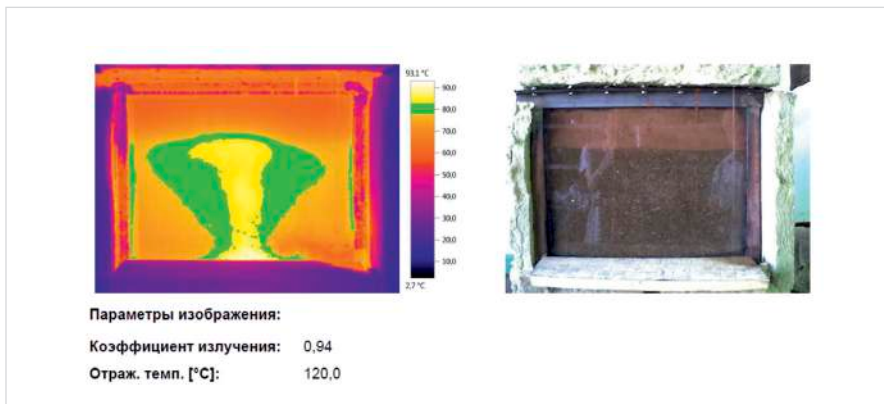 93,1 °C
90,0
80,0
70,0
60,0
50,0
40,0
30,0
20,0
10,0
2,7 °C
Параметры изображения:
Коэффициент излучения: 0,94
Отраж. темп. [°C]: 120,0